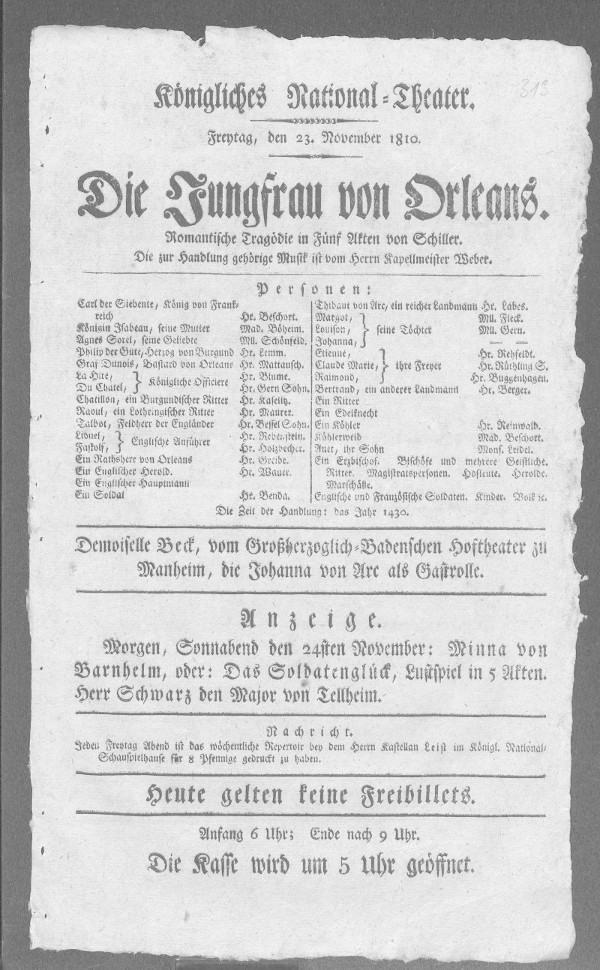 313
Königliches National-Theater.
Freytag, den 23. November 1810.
Die Jungfrau von Orleans.
Romantische Tragödie in Fünf Akten von Schiller.
Die zur Handlung gehörige Musik ist vom Herrn Kapellmeister Weber.
Personen:
Carl der Siebente, König von Frank-
reich Hr. Beschort.
Königin Isabeau, seine Mutter Mad. Böheim.
Agnes Sorel, seine Geliebte Mll. Schönfeld.
Philip der Gute, Herzog von Burgund Hr. Lemm.
Graf Dunois, Bastard von Orleans Hr. Mattausch.
La Hire, Hr. Blume.
Du Chatel, } Königliche Officiere Hr. Gern Sohn.
Chatillon, ein Burgundischer Ritter Hr. Kaselitz.
Raoul, ein Lothringischer Ritter Hr. Maurer.
Talbot, Feldherr der Engländer Hr. Bessel Sohn.
Lionel, Hr. Rebenstein.
Fastolf, } Englische Anführer Hr. Holzbecher.
Ein Rathsherr von Orleans Hr. Greibe.
Ein Englischer Herold. Hr. Wauer.
Ein Englischer Hauptmann
Ein Soldat Hr. Benda.
Thibaut von Arc, ein reicher Landmann Hr. Labes.
Margot, Mll. Fleck.
Louison, } seine Töchter Mll. Gern.
Johanna, — —
Etienne, Hr. Rehfeldt.
Claude Marie, } ihre Freyer Hr. Rüthling S.
Raimond, Hr. Buggenhagen.
Bertrand, ein anderer Landmann Hr. Berger.
Ein Ritter
Ein Edelknecht
Ein Köhler Hr. Reinwald.
Köhlerweib Mad. Beschort.
Anet, ihr Sohn Mons. Leidel.
Ein Erzbischof. Bischöfe und mehrere Geistliche.
Ritter. Magistratspersonen. Hofleute. Herolde.
Marschälle.
Englische und Französische Soldaten. Kinder. Volk ec.
Die Zeit der Handlung: das Jahr 1430.
Demoiselle Beck, vom Großherzoglich-Badenschen Hoftheater zu
Manheim, die Johanna von Arc als Gastrolle.
Anzeige.
Morgen, Sonnabend den 24sten November: Minna von
Barnhelm, oder: Das Soldatenglück, Lustspiel in 5 Akten.
Herr Schwarz den Major von Tellheim.
Nachricht.
Jeden Freytag Abend ist das wöchentliche Repertoir bey dem Herrn Kastellan Leist im Königl. National-
Schauspielhause für 8 Pfennige gedruckt zu haben.
Heute gelten keine Freibillets.
Anfang 6 Uhr; Ende nach 9 Uhr.
Die Kasse wird um 5 Uhr geöffnet.